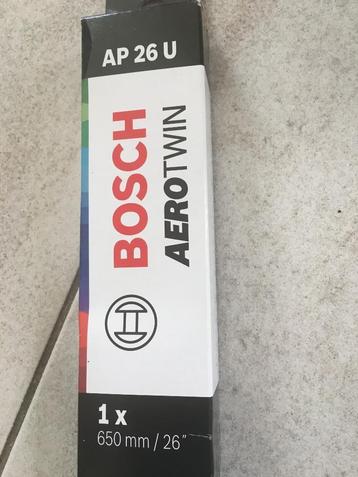 AP 26 U
BOSCH
AEROTWIN
1 x
650 mm / 26"